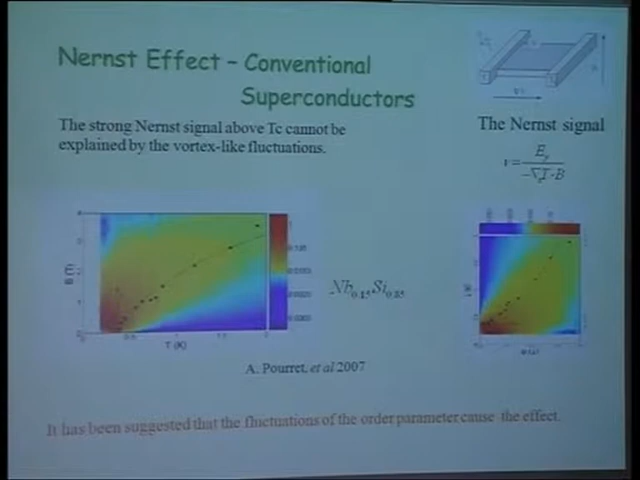 Nernst Effect – Conventional
Superconductors
The strong Nernst signal above Tc cannot be
explained by the vortex-like fluctuations.
The Nernst signal
B (T)
T (K)
Nb0.15Si0.85
A. Pourret, et al 2007
It has been suggested that the fluctuations of the order parameter cause the effect.